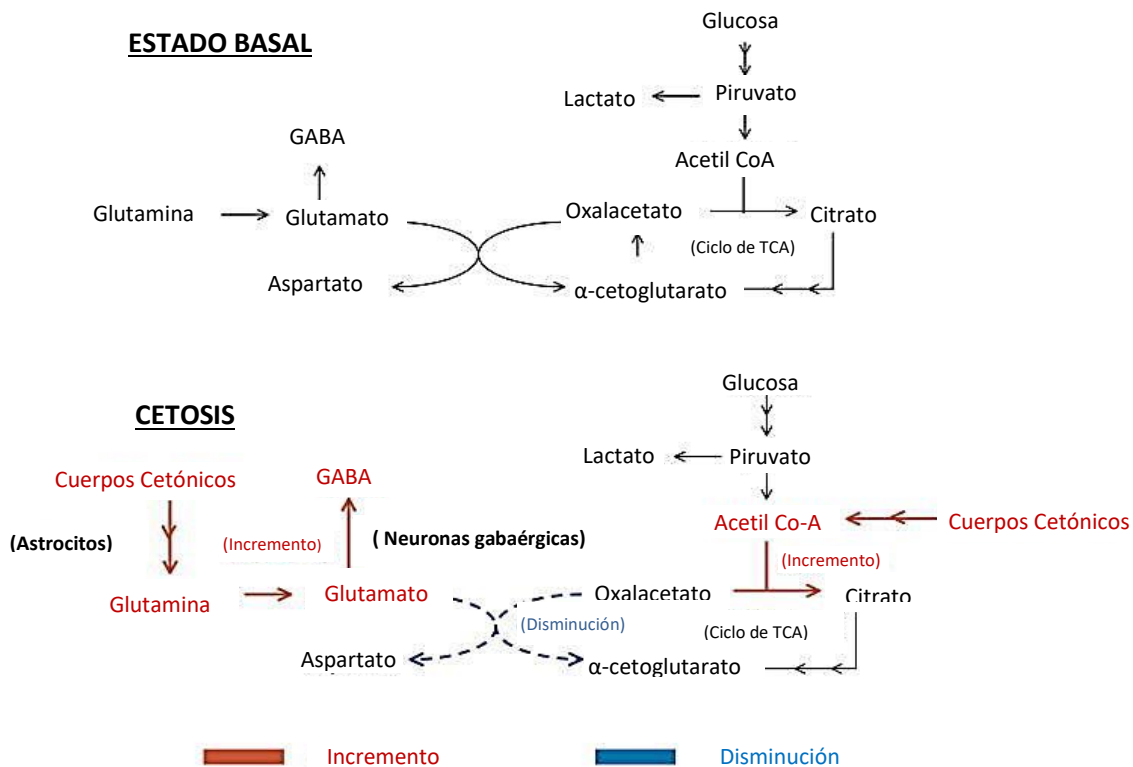 ESTADO BASAL
Glucosa
Lactato
Piruvato
GABA
Acetil CoA
Glutamina
Glutamato
Oxalacetato
Citrato
(Ciclo de TCA)
Aspartato
α-cetoglutarato
CETOSIS
Glucosa
Lactato
Piruvato
Cuerpos Cetónicos
GABA
Acetil Co-A
Cuerpos Cetónicos
(Astrocitos)
(Incremento)
( Neuronas gabaérgicas)
(Incremento)
Glutamina
Glutamato
Oxalacetato
Citrato
(Disminución)
(Ciclo de TCA)
Aspartato
α-cetoglutarato
Incremento
Disminución